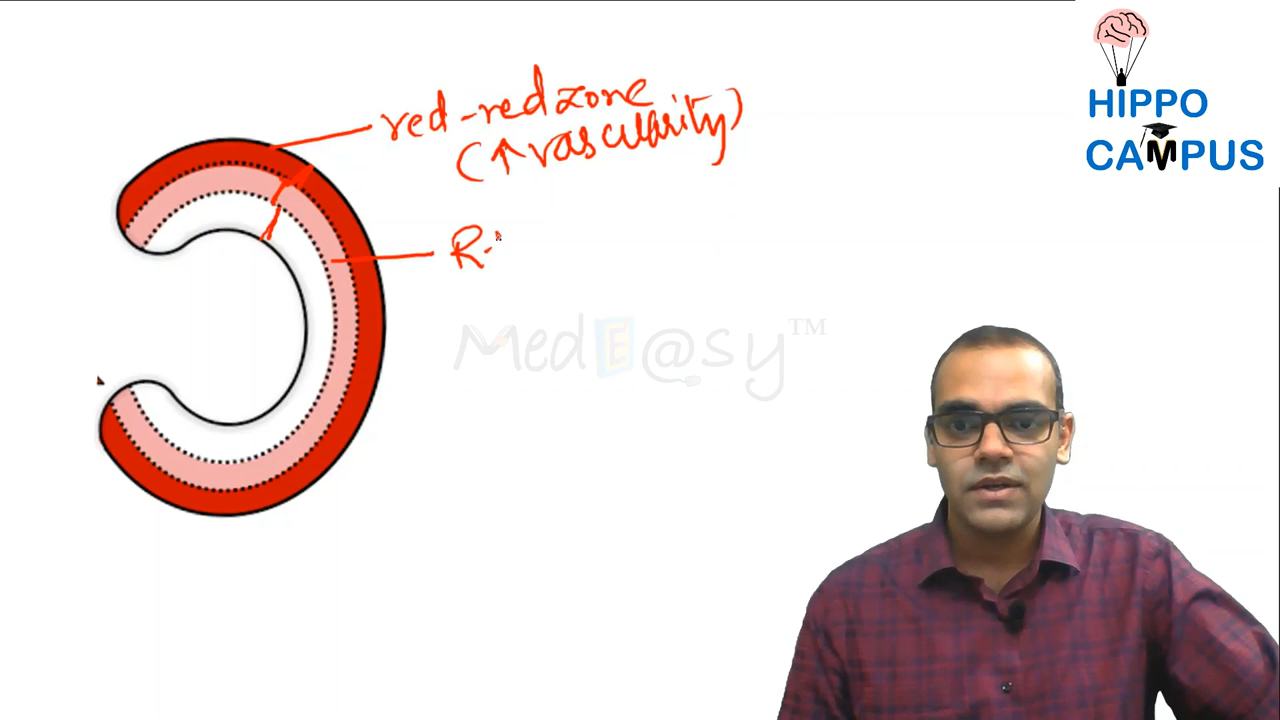 HIPPO
CAMPUS
red-red zone
(↑ vascularity)
R-
MedE@sy™